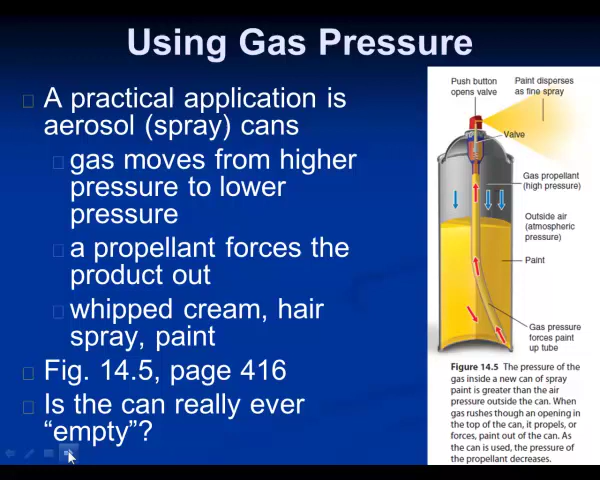 Using Gas Pressure
A practical application is
aerosol (spray) cans
gas moves from higher
pressure to lower
pressure
a propellant forces the
product out
whipped cream, hair
spray, paint
Fig. 14.5, page 416
Is the can really ever
“empty”?
Push button
opens valve
Paint disperses
as fine spray
Valve
Gas propellant
(high pressure)
Outside air
(atmospheric
pressure)
Paint
Gas pressure
forces paint
up tube
Figure 14.5 The pressure of the
gas inside a new can of spray
paint is greater than the air
pressure outside the can. When
gas rushes though an opening in
the top of the can, it propels, or
forces, paint out of the can. As
the can is used, the pressure of
the propellant decreases.